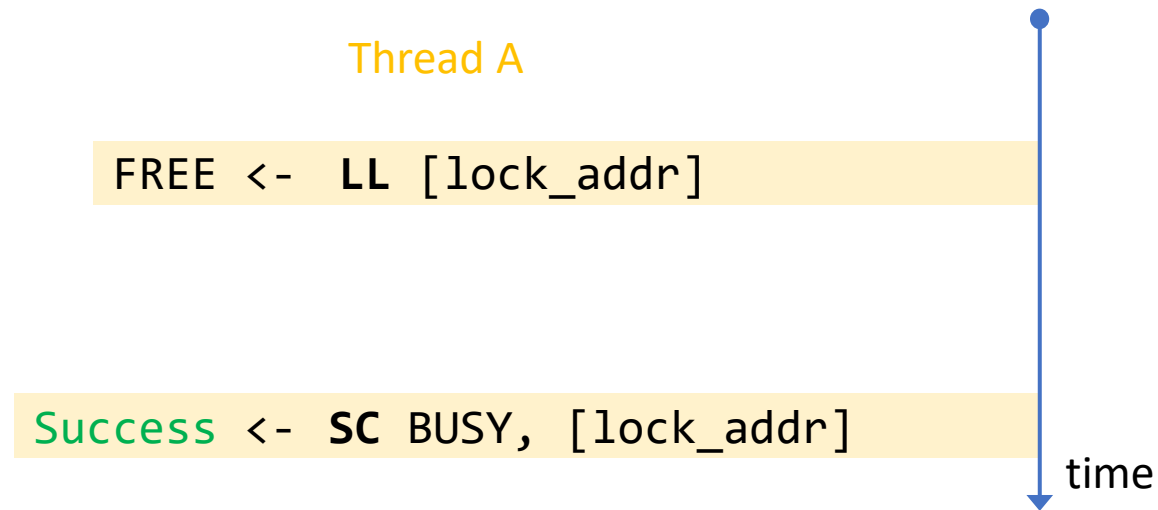 Thread A
FREE <- LL [lock_addr]
Success <- SC BUSY, [lock_addr]
time